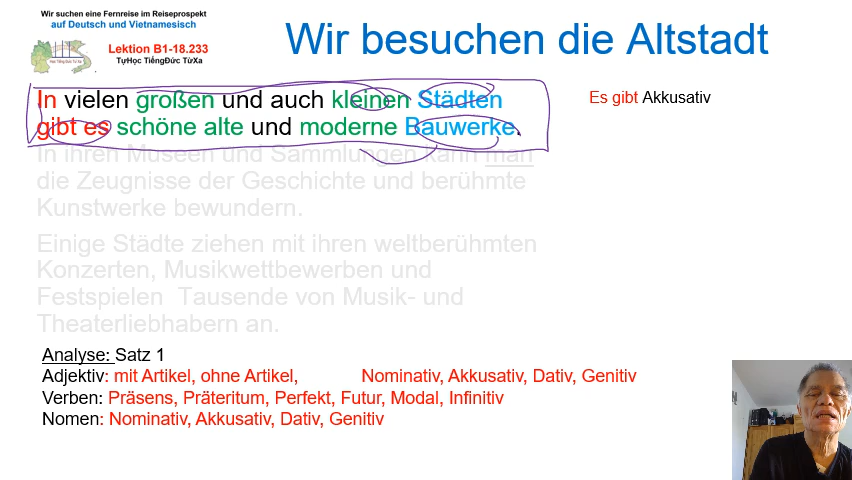 Wir suchen eine Fernreise im Reiseprospekt
auf Deutsch und Vietnamesisch
Lektion B1-18.233
TựHọc TiếngĐức TừXa
Wir besuchen die Altstadt
In vielen großen und auch kleinen Städten
gibt es schöne alte und moderne Bauwerke.
Es gibt Akkusativ
In ihren Museen und Sammlungen kann man
die Zeugnisse der Geschichte und berühmte
Kunstwerke bewundern.
Einige Städte ziehen mit ihren weltberühmten
Konzerten, Musikwettbewerben und
Festspielen Tausende von Musik- und
Theaterliebhabern an.
Analyse: Satz 1
Adjektiv: mit Artikel, ohne Artikel, Nominativ, Akkusativ, Dativ, Genitiv
Verben: Präsens, Präteritum, Perfekt, Futur, Modal, Infinitiv
Nomen: Nominativ, Akkusativ, Dativ, Genitiv